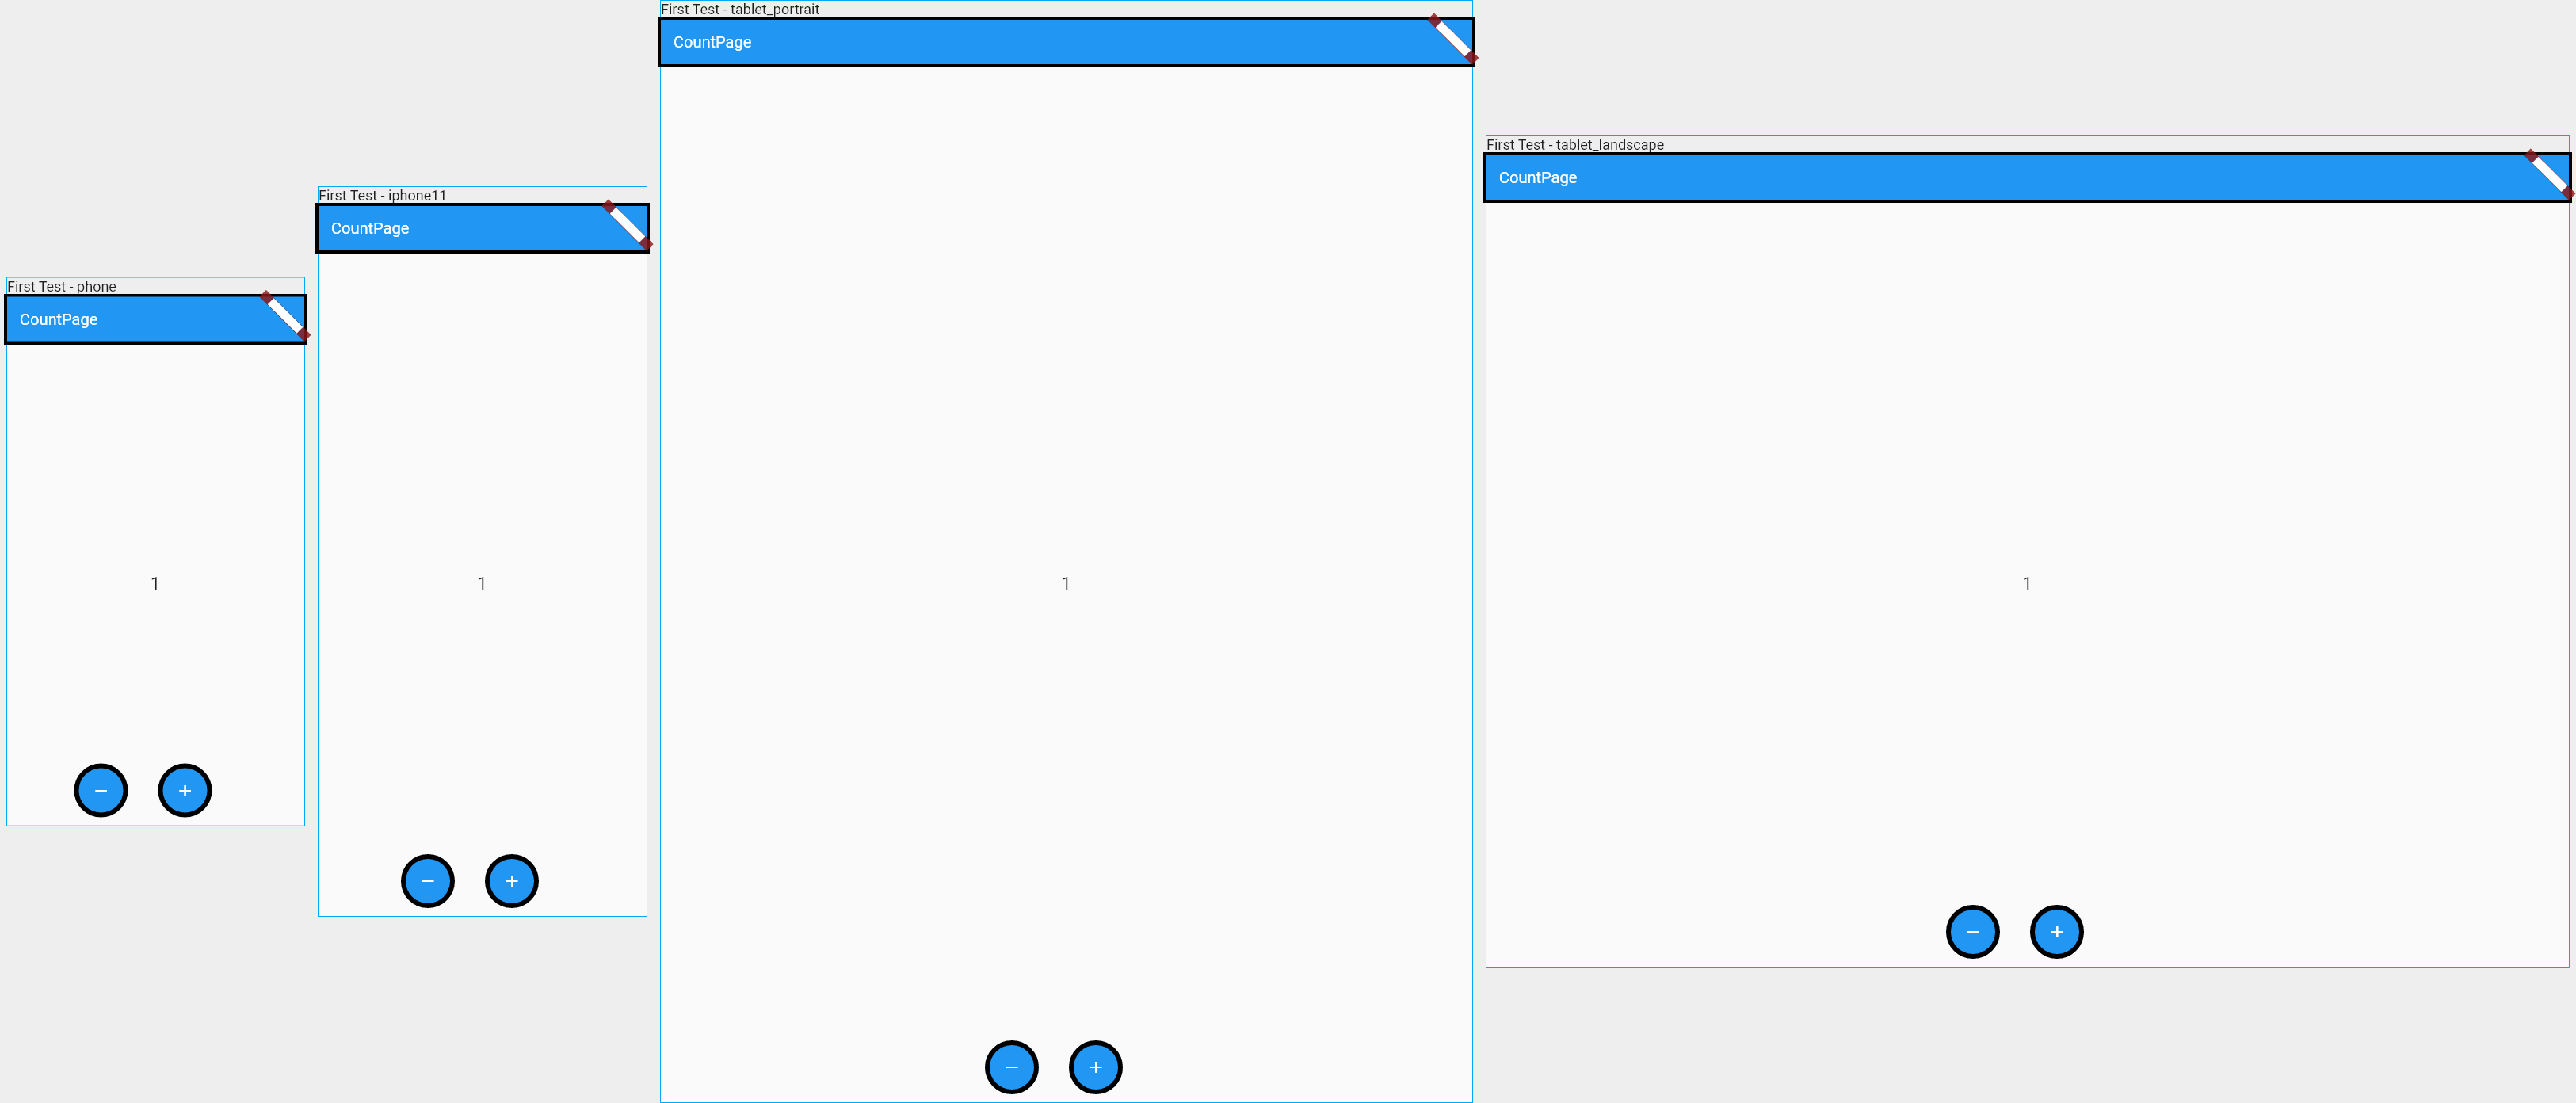 First Test - phone
CountPage
1
− +
First Test - iphone11
CountPage
1
− +
First Test - tablet_portrait
CountPage
1
− +
First Test - tablet_landscape
CountPage
1
− +